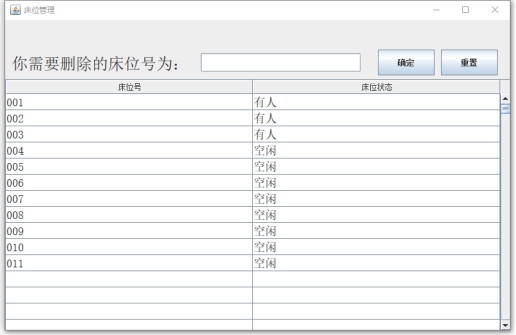 床位管理
你需要删除的床位号为：
确定 重置
床位号 床位状态
001 有人
002 有人
003 有人
004 空闲
005 空闲
006 空闲
007 空闲
008 空闲
009 空闲
010 空闲
011 空闲